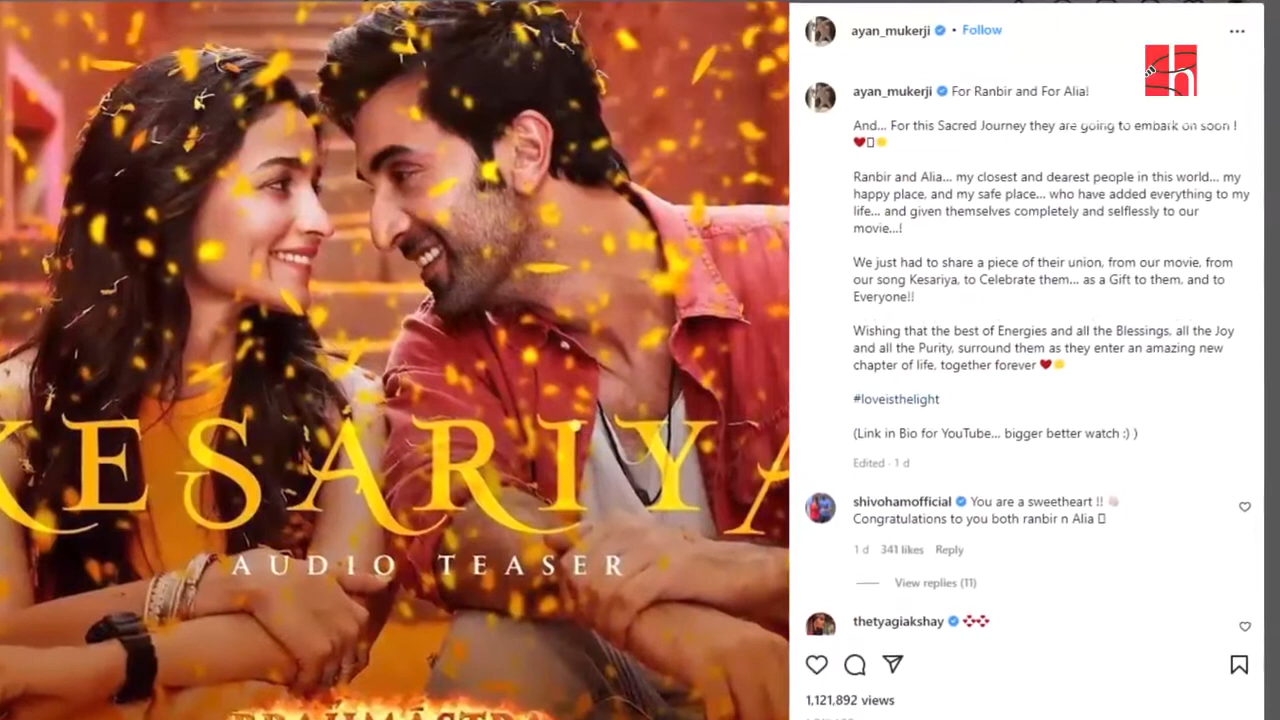 KESARIYA
AUDIO TEASER
BRAHMĀSTRA
ayan_mukerji • Follow
h
ayan_mukerji For Ranbir and For Alia!
And... For this Sacred Journey they are going to embark on soon !
Ranbir and Alia... my closest and dearest people in this world... my
happy place, and my safe place... who have added everything to my
life... and given themselves completely and selflessly to our
movie...!
We just had to share a piece of their union, from our movie, from
our song Kesariya, to Celebrate them... as a Gift to them, and to
Everyone!!
Wishing that the best of Energies and all the Blessings, all the Joy
and all the Purity, surround them as they enter an amazing new
chapter of life, together forever
#loveisthelight
(Link in Bio for YouTube... bigger better watch :) )
Edited · 1 d
shivohamofficial You are a sweetheart !!
Congratulations to you both ranbir n Alia
1 d 341 likes Reply
View replies (11)
thetyagiakshay
1,121,892 views